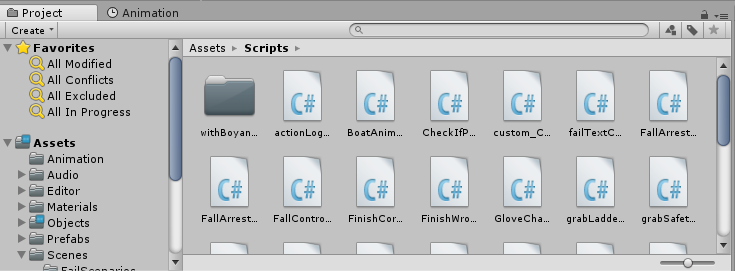 Project Animation
Create
Favorites
All Modified
All Conflicts
All Excluded
All In Progress
Assets
Animation
Audio
Editor
Materials
Objects
Prefabs
Scenes
FailScenarios
Assets ▸ Scripts ▸
withBoyan...
C#
actionLog...
C#
BoatAnim...
C#
CheckIfP...
C#
custom_C...
C#
failTextC...
C#
FallArrest...
C#
FallArrest...
C#
FallContro...
C#
FinishCor...
C#
FinishWro...
C#
GloveCha...
C#
grabLadde...
C#
grabSafet...